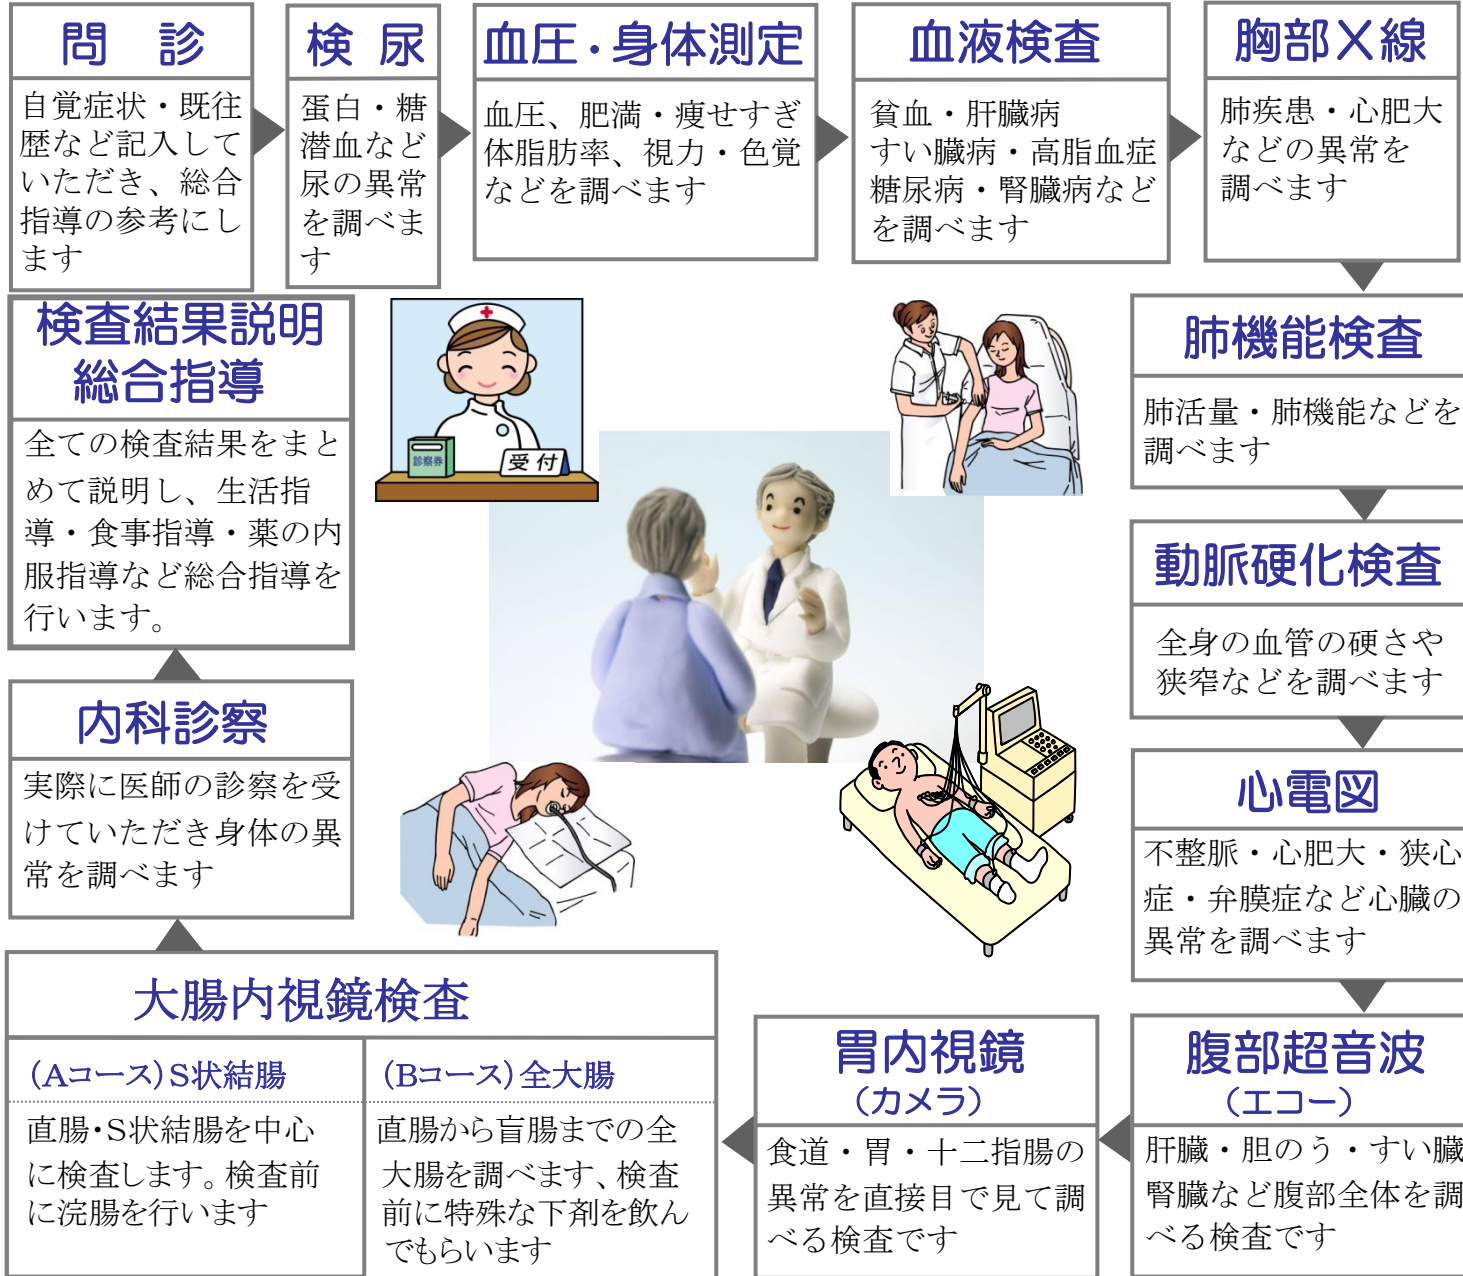 問　診
自覚症状・既往
歴など記入して
いただき、総合
指導の参考にし
ます
検 尿
蛋白・糖
潜血など
尿の異常
を調べま
す
血圧・身体測定
血圧、肥満・痩せすぎ
体脂肪率、視力・色覚
などを調べます
血液検査
貧血・肝臓病
すい臓病・高脂血症
糖尿病・腎臓病など
を調べます
胸部X線
肺疾患・心肥大
などの異常を
調べます
肺機能検査
肺活量・肺機能などを
調べます
動脈硬化検査
全身の血管の硬さや
狭窄などを調べます
心電図
不整脈・心肥大・狭心
症・弁膜症など心臓の
異常を調べます
腹部超音波
（エコー）
肝臓・胆のう・すい臓
腎臓など腹部全体を調
べる検査です
胃内視鏡
（カメラ）
食道・胃・十二指腸の
異常を直接目で見て調
べる検査です
大腸内視鏡検査
(Aコース)S状結腸
直腸・S状結腸を中心
に検査します。検査前
に浣腸を行います
(Bコース)全大腸
直腸から盲腸までの全
大腸を調べます、検査
前に特殊な下剤を飲ん
でもらいます
内科診察
実際に医師の診察を受
けていただき身体の異
常を調べます
検査結果説明
総合指導
全ての検査結果をまと
めて説明し、生活指
導・食事指導・薬の内
服指導など総合指導を
行います。
診察券
受付